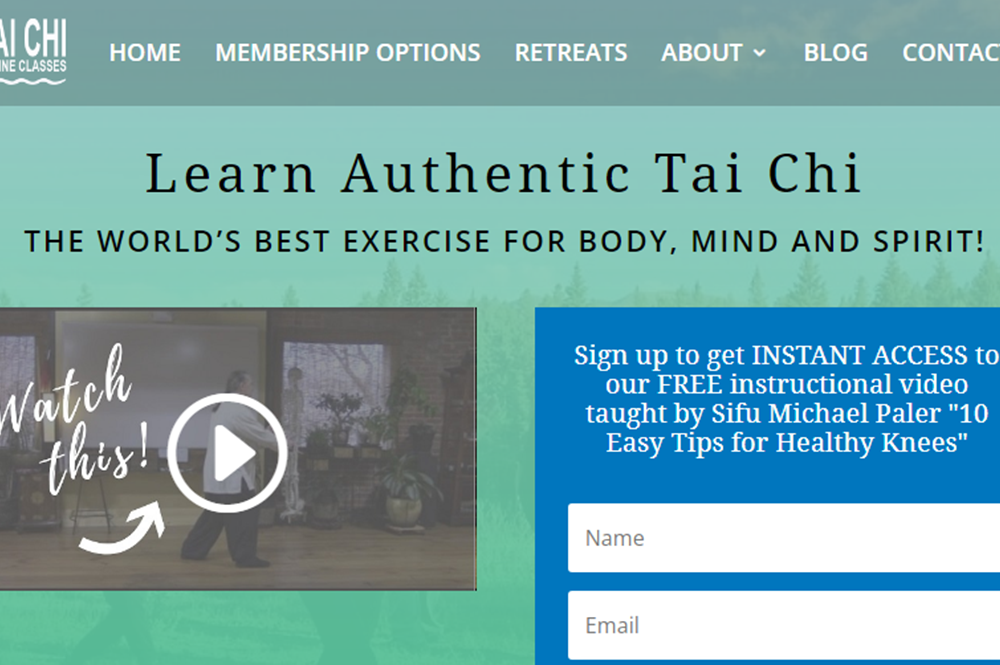 AI CHI
INE CLASSES
HOME MEMBERSHIP OPTIONS RETREATS ABOUT BLOG CONTAC
Learn Authentic Tai Chi
THE WORLD’S BEST EXERCISE FOR BODY, MIND AND SPIRIT!
Watch
this!
Sign up to get INSTANT ACCESS to
our FREE instructional video
taught by Sifu Michael Paler "10
Easy Tips for Healthy Knees"
Name
Email